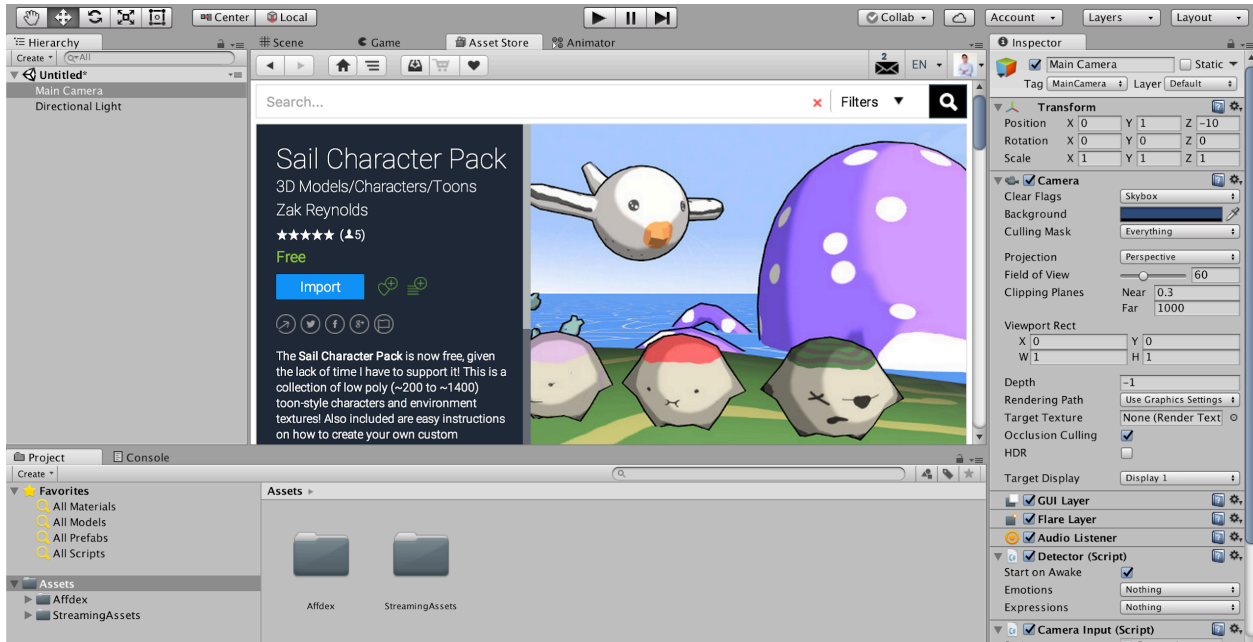 Center Local Collab Account Layers Layout
Hierarchy
Create All
Untitled*
Main Camera
Directional Light
Scene Game Asset Store Animator
2
EN
Search... × Filters
Sail Character Pack
3D Models/Characters/Toons
Zak Reynolds
★★★★★ (5)
Free
Import
The Sail Character Pack is now free, given
the lack of time I have to support it! This is a
collection of low poly (~200 to ~1400)
toon-style characters and environment
textures! Also included are easy instructions
on how to create your own custom
Project Console
Create
Favorites
All Materials
All Models
All Prefabs
All Scripts
Assets
Affdex
StreamingAssets
Assets
Affdex StreamingAssets
Inspector
Main Camera Static
Tag MainCamera Layer Default
Transform
Position X 0 Y 1 Z -10
Rotation X 0 Y 0 Z 0
Scale X 1 Y 1 Z 1
Camera
Clear Flags Skybox
Background
Culling Mask Everything
Projection Perspective
Field of View 60
Clipping Planes Near 0.3
Far 1000
Viewport Rect
X 0 Y 0
W 1 H 1
Depth -1
Rendering Path Use Graphics Settings
Target Texture None (Render Text
Occlusion Culling
HDR
Target Display Display 1
GUI Layer
Flare Layer
Audio Listener
Detector (Script)
Start on Awake
Emotions Nothing
Expressions Nothing
Camera Input (Script)